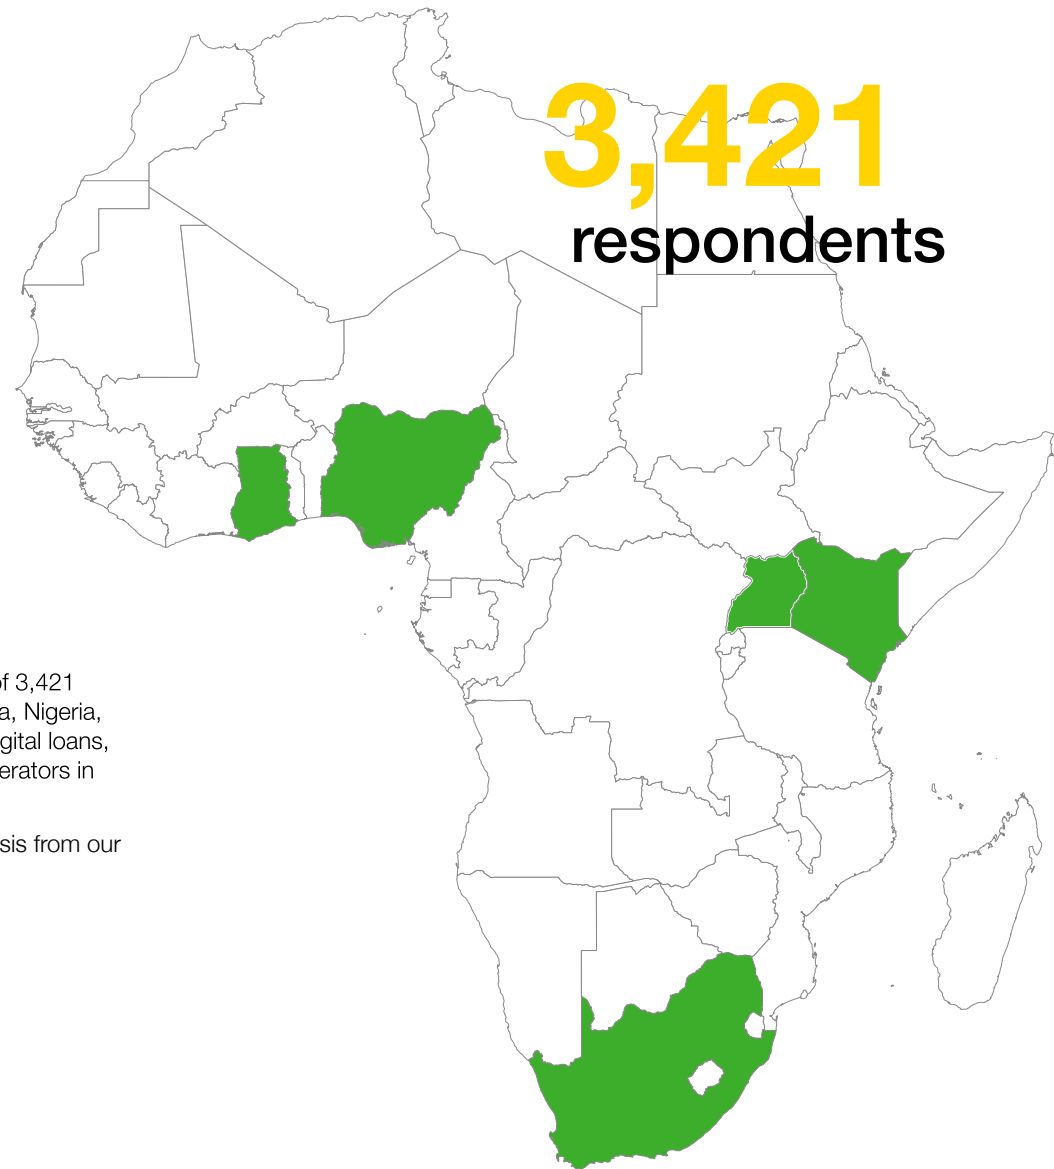 3,421
respondents
of 3,421
a, Nigeria,
gital loans,
erators in
sis from our